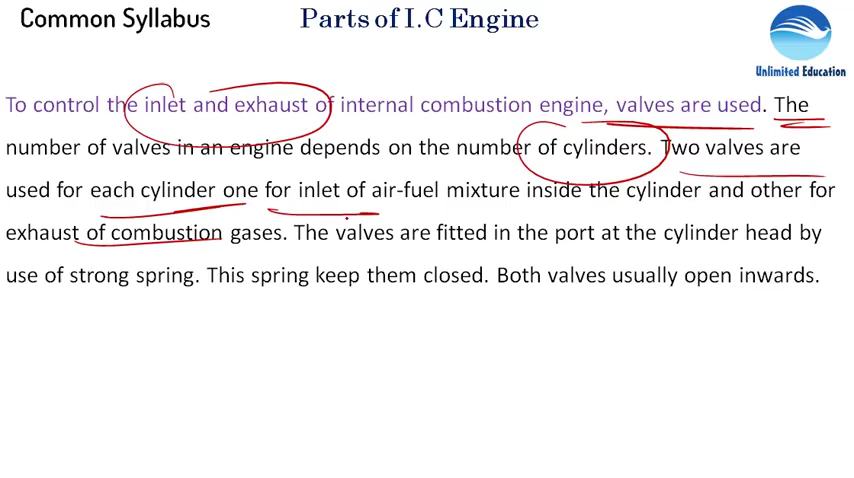 Common Syllabus
Parts of I.C Engine
Unlimited Education
To control the inlet and exhaust of internal combustion engine, valves are used. The
number of valves in an engine depends on the number of cylinders. Two valves are
used for each cylinder one for inlet of air-fuel mixture inside the cylinder and other for
exhaust of combustion gases. The valves are fitted in the port at the cylinder head by
use of strong spring. This spring keep them closed. Both valves usually open inwards.